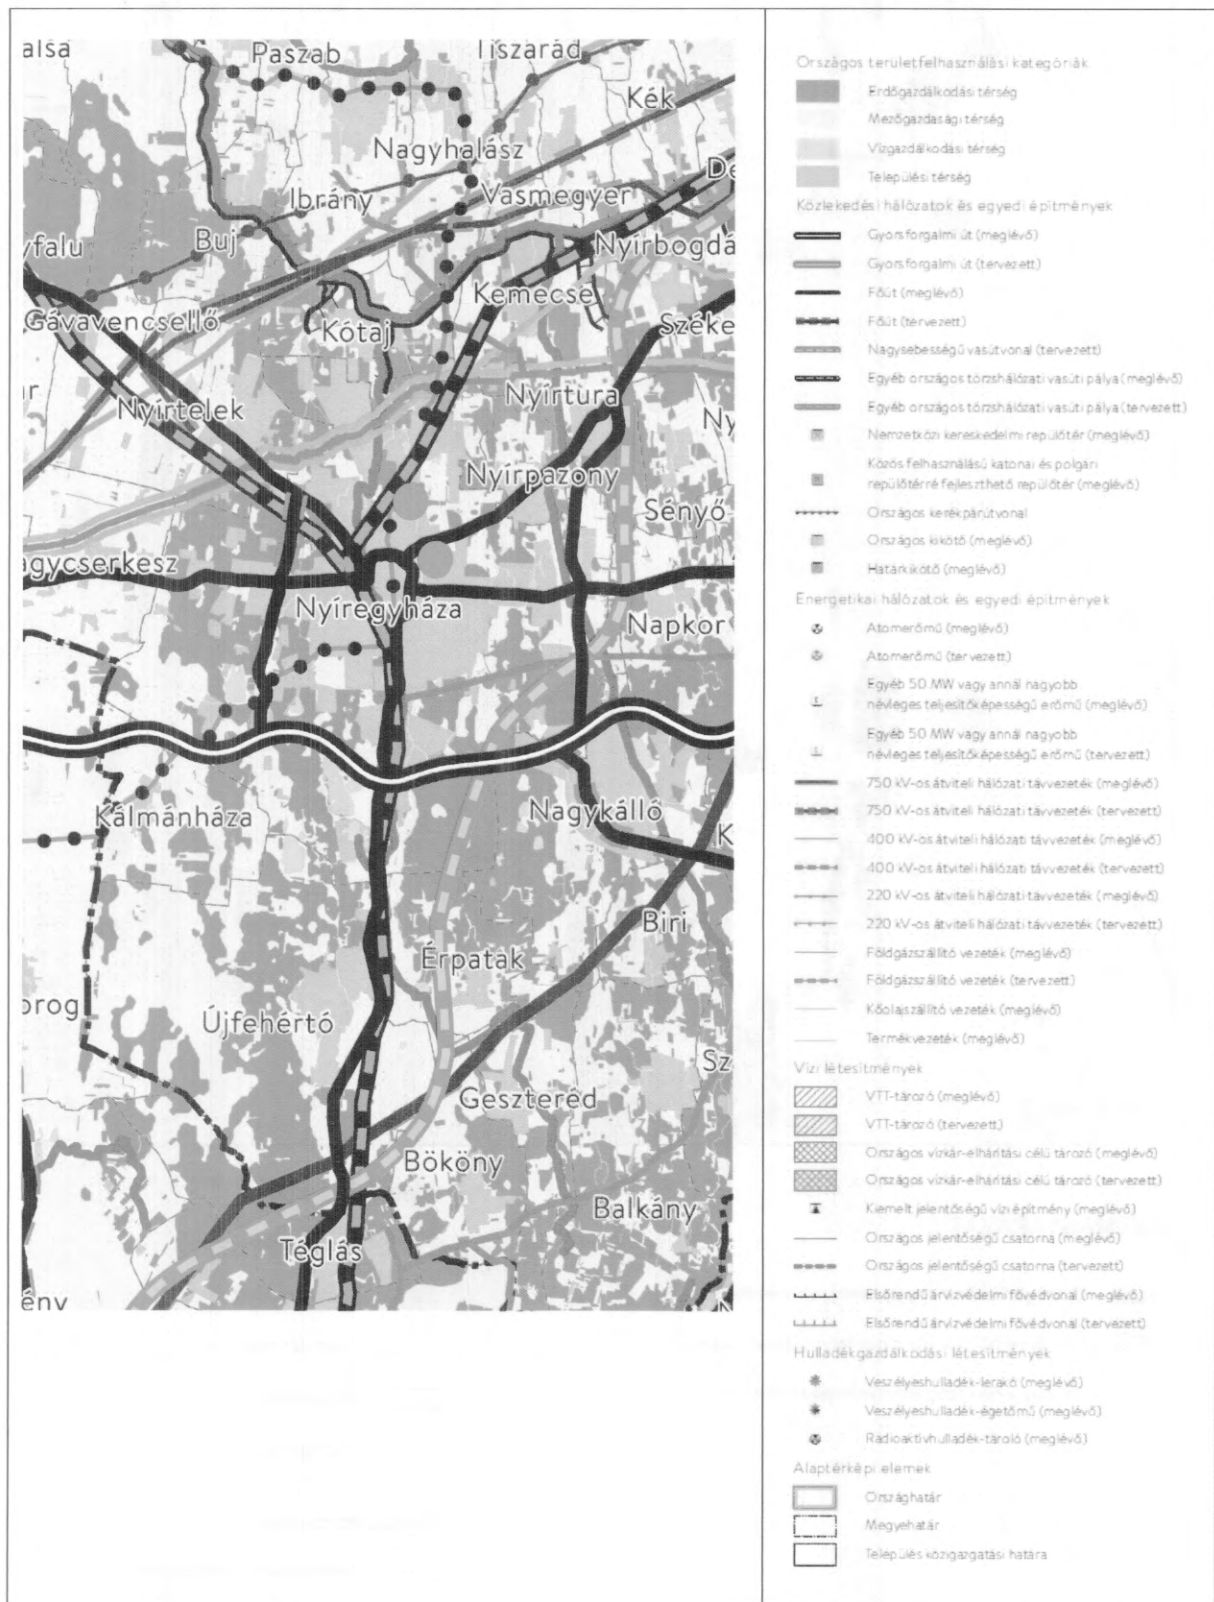 alsa
Paszab
Tiszarád
Kék
Nagyhalász
Ibrány
Vasmegyer
De
yfalu
Buj
Nyírbogdá
Kemecse
Gávavencsellő
Kótaj
Széke
Nyírtelek
Nyírtura
Ny
Nyírpazony
Sényő
agycserkesz
Nyíregyháza
Napkor
Kálmánháza
Nagykálló
K
Biri
Érpatak
orog
Újfehértó
Sz
Geszteréd
Bököny
Balkány
Téglás
ény
Országos területfelhasználási kategóriák
Erdőgazdálkodási térség
Mezőgazdasági térség
Vízgazdálkodási térség
Települési térség
Közlekedési hálózatok és egyedi építmények
Gyorsforgalmi út (meglévő)
Gyorsforgalmi út (tervezett)
Főút (meglévő)
Főút (tervezett)
Nagysebességű vasútvonal (tervezett)
Egyéb országos törzshálózati vasúti pálya (meglévő)
Egyéb országos törzshálózati vasúti pálya (tervezett)
Nemzetközi kereskedelmi repülőtér (meglévő)
Közös felhasználású katonai és polgári
repülőtérré fejleszthető repülőtér (meglévő)
Országos kerékpárútvonal
Országos kikötő (meglévő)
Határkikötő (meglévő)
Energetikai hálózatok és egyedi építmények
Atomerőmű (meglévő)
Atomerőmű (tervezett)
Egyéb 50 MW vagy annál nagyobb
névleges teljesítőképességű erőmű (meglévő)
Egyéb 50 MW vagy annál nagyobb
névleges teljesítőképességű erőmű (tervezett)
750 kV-os átviteli hálózati távvezeték (meglévő)
750 kV-os átviteli hálózati távvezeték (tervezett)
400 kV-os átviteli hálózati távvezeték (meglévő)
400 kV-os átviteli hálózati távvezeték (tervezett)
220 kV-os átviteli hálózati távvezeték (meglévő)
220 kV-os átviteli hálózati távvezeték (tervezett)
Földgázszállító vezeték (meglévő)
Földgázszállító vezeték (tervezett)
Kőolajszállító vezeték (meglévő)
Termékvezeték (meglévő)
Vízi létesítmények
VTT-tározó (meglévő)
VTT-tározó (tervezett)
Országos vízkár-elhárítási célú tározó (meglévő)
Országos vízkár-elhárítási célú tározó (tervezett)
Kiemelt jelentőségű vízi építmény (meglévő)
Országos jelentőségű csatorna (meglévő)
Országos jelentőségű csatorna (tervezett)
Elsőrendű árvízvédelmi fővédvonal (meglévő)
Elsőrendű árvízvédelmi fővédvonal (tervezett)
Hulladékgazdálkodási létesítmények
Veszélyeshulladék-lerakó (meglévő)
Veszélyeshulladék-égetőmű (meglévő)
Radioaktívhulladék-tároló (meglévő)
Alaptérképi elemek
Országhatár
Megyehatár
Település közigazgatási határa